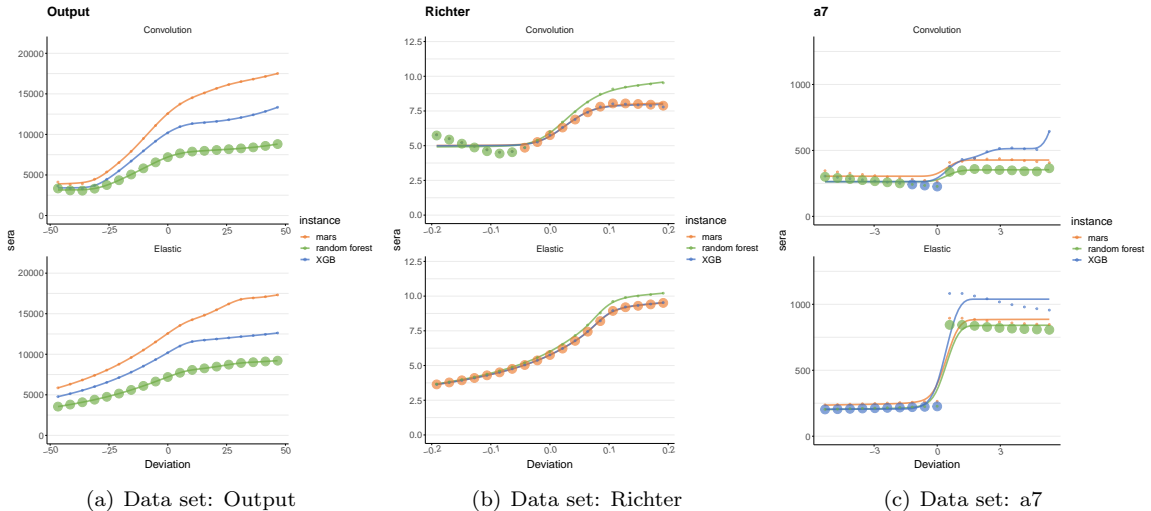 Output
Convolution
20000
15000
10000
5000
0
−50
−25
0
25
50
Elastic
20000
15000
10000
5000
0
−50
−25
0
25
50
Deviation
sera
instance
mars
random forest
XGB
(a) Data set: Output
Richter
Convolution
12.5
10.0
7.5
5.0
2.5
0.0
−0.2
−0.1
0.0
0.1
0.2
Elastic
12.5
10.0
7.5
5.0
2.5
0.0
−0.2
−0.1
0.0
0.1
0.2
Deviation
sera
instance
mars
random forest
XGB
(b) Data set: Richter
a7
Convolution
1000
500
0
−3
0
3
Elastic
1000
500
0
−3
0
3
Deviation
sera
instance
mars
random forest
XGB
(c) Data set: a7